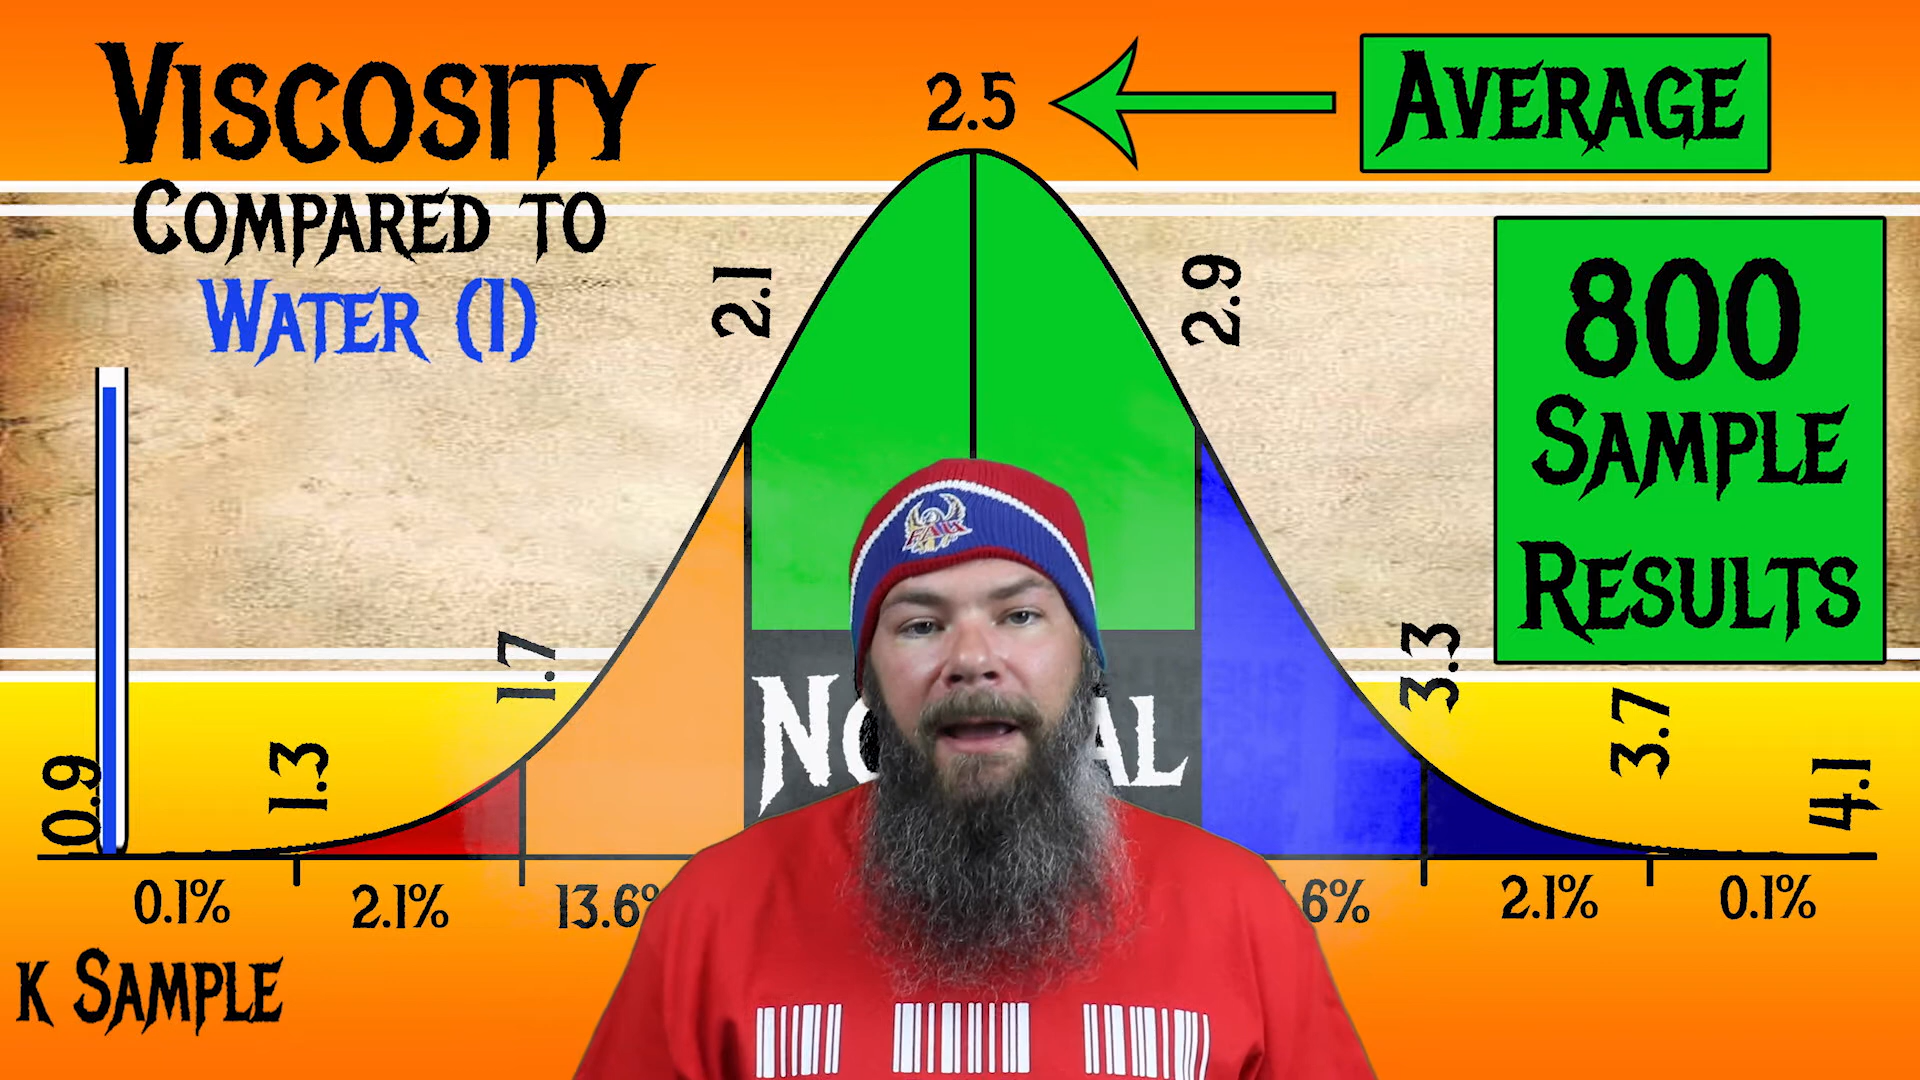 VISCOSITY
COMPARED TO
WATER (1)
2.5
AVERAGE
800
SAMPLE
RESULTS
2.1
2.9
1.7
3.3
1.3
3.7
0.9
4.1
0.1%
2.1%
13.6%
2.1%
0.1%
K SAMPLE